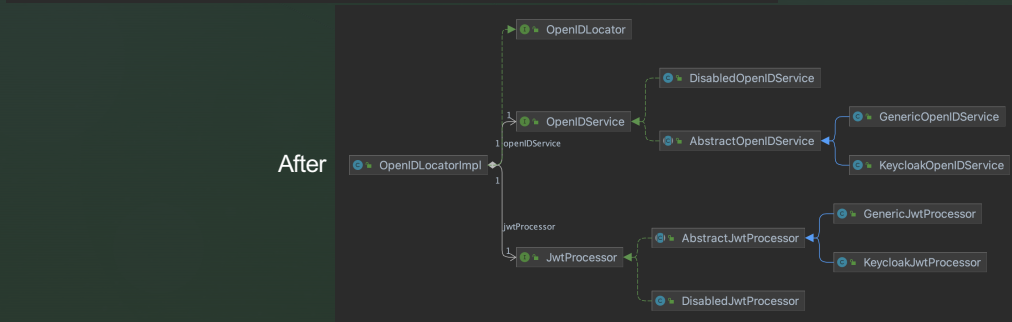 OpenIDLocator
DisabledOpenIDService
GenericOpenIDService
1
OpenIDService
1 openIDService
AbstractOpenIDService
After
OpenIDLocatorImpl
KeycloakOpenIDService
1
GenericJwtProcessor
jwtProcessor
AbstractJwtProcessor
1
JwtProcessor
KeycloakJwtProcessor
DisabledJwtProcessor